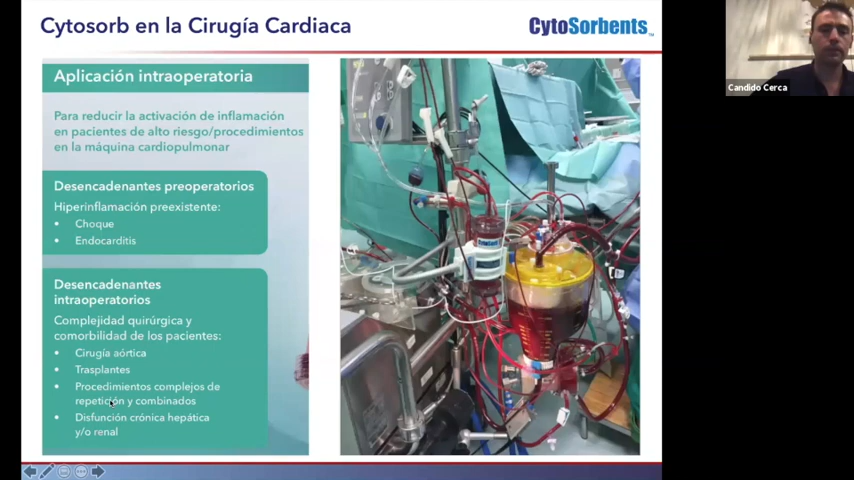 Cytosorb en la Cirugía Cardiaca
CytoSorbents™
Aplicación intraoperatoria
Para reducir la activación de inflamación
en pacientes de alto riesgo/procedimientos
en la máquina cardiopulmonar
Desencadenantes preoperatorios
Hiperinflamación preexistente:
• Choque
• Endocarditis
Desencadenantes
intraoperatorios
Complejidad quirúrgica y
comorbilidad de los pacientes:
• Cirugía aórtica
• Trasplantes
• Procedimientos complejos de
repetición y combinados
• Disfunción crónica hepática
y/o renal
Candido Cerca